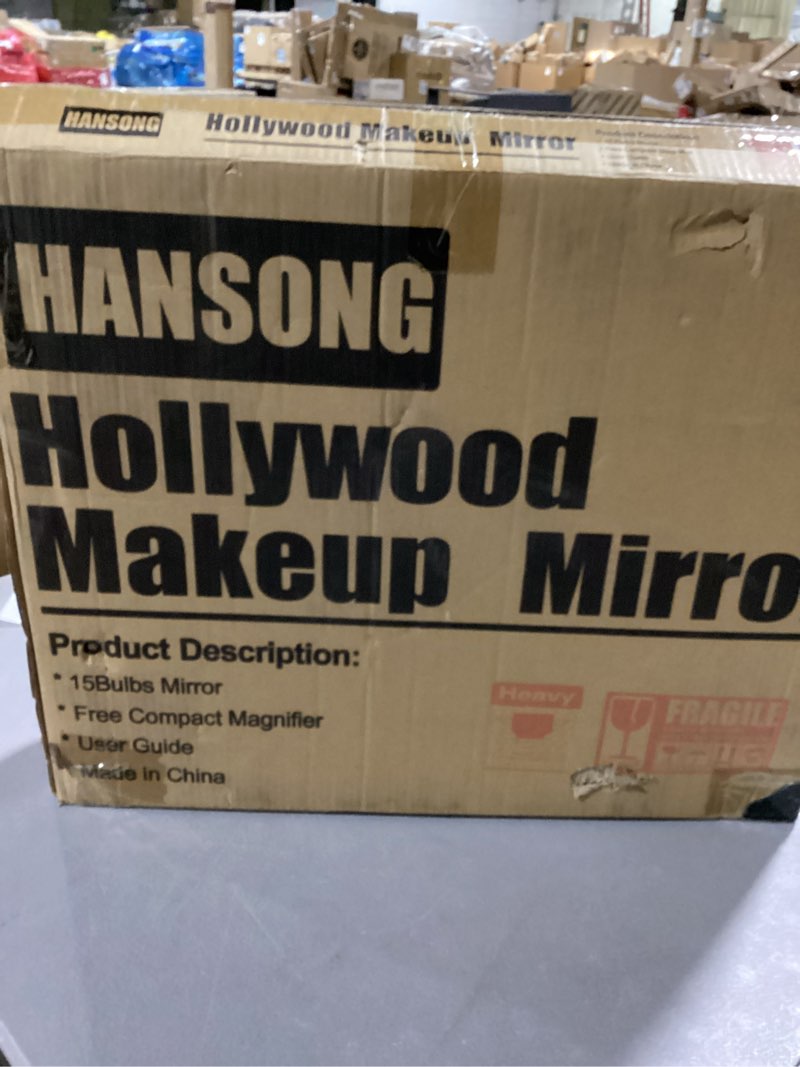 HANSONG
Hollywood Makeup Mirror
HANSONG
Hollywood
Makeup Mirro
Product Description:
* 15Bulbs Mirror
* Free Compact Magnifier
* User Guide
* Made in China
Heavy
FRAGILE